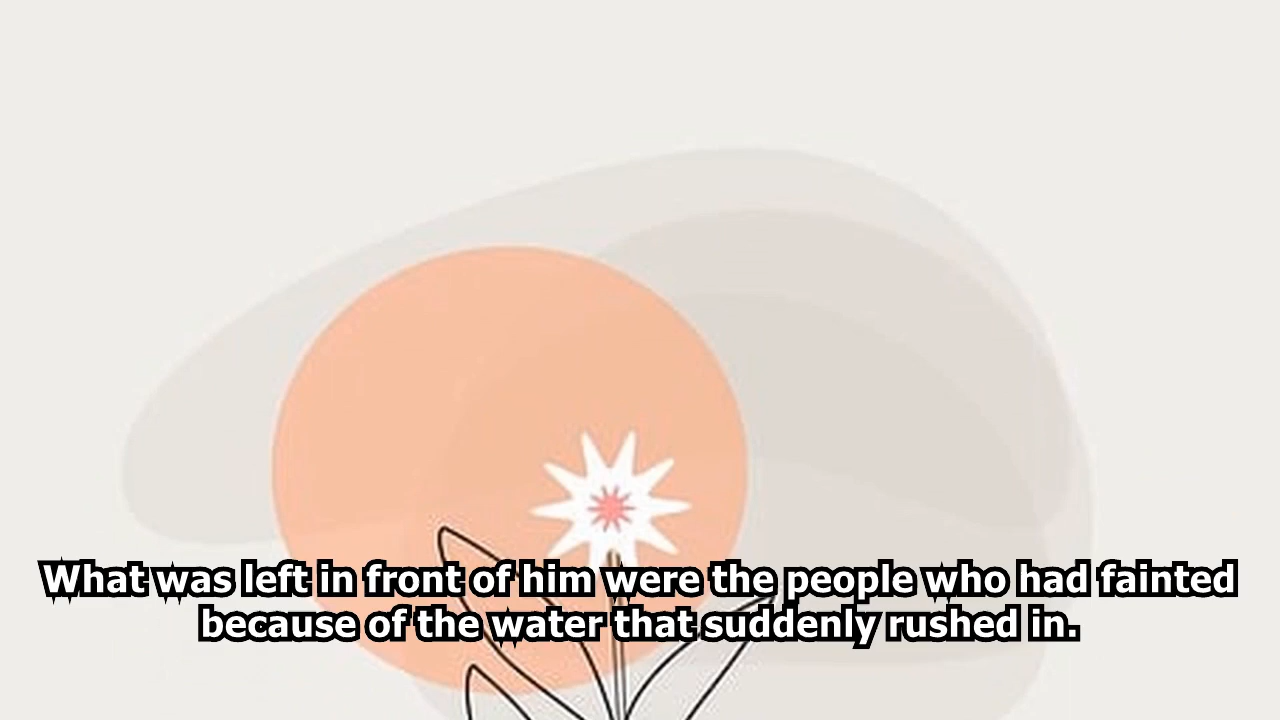 What was left in front of him were the people who had fainted
because of the water that suddenly rushed in.